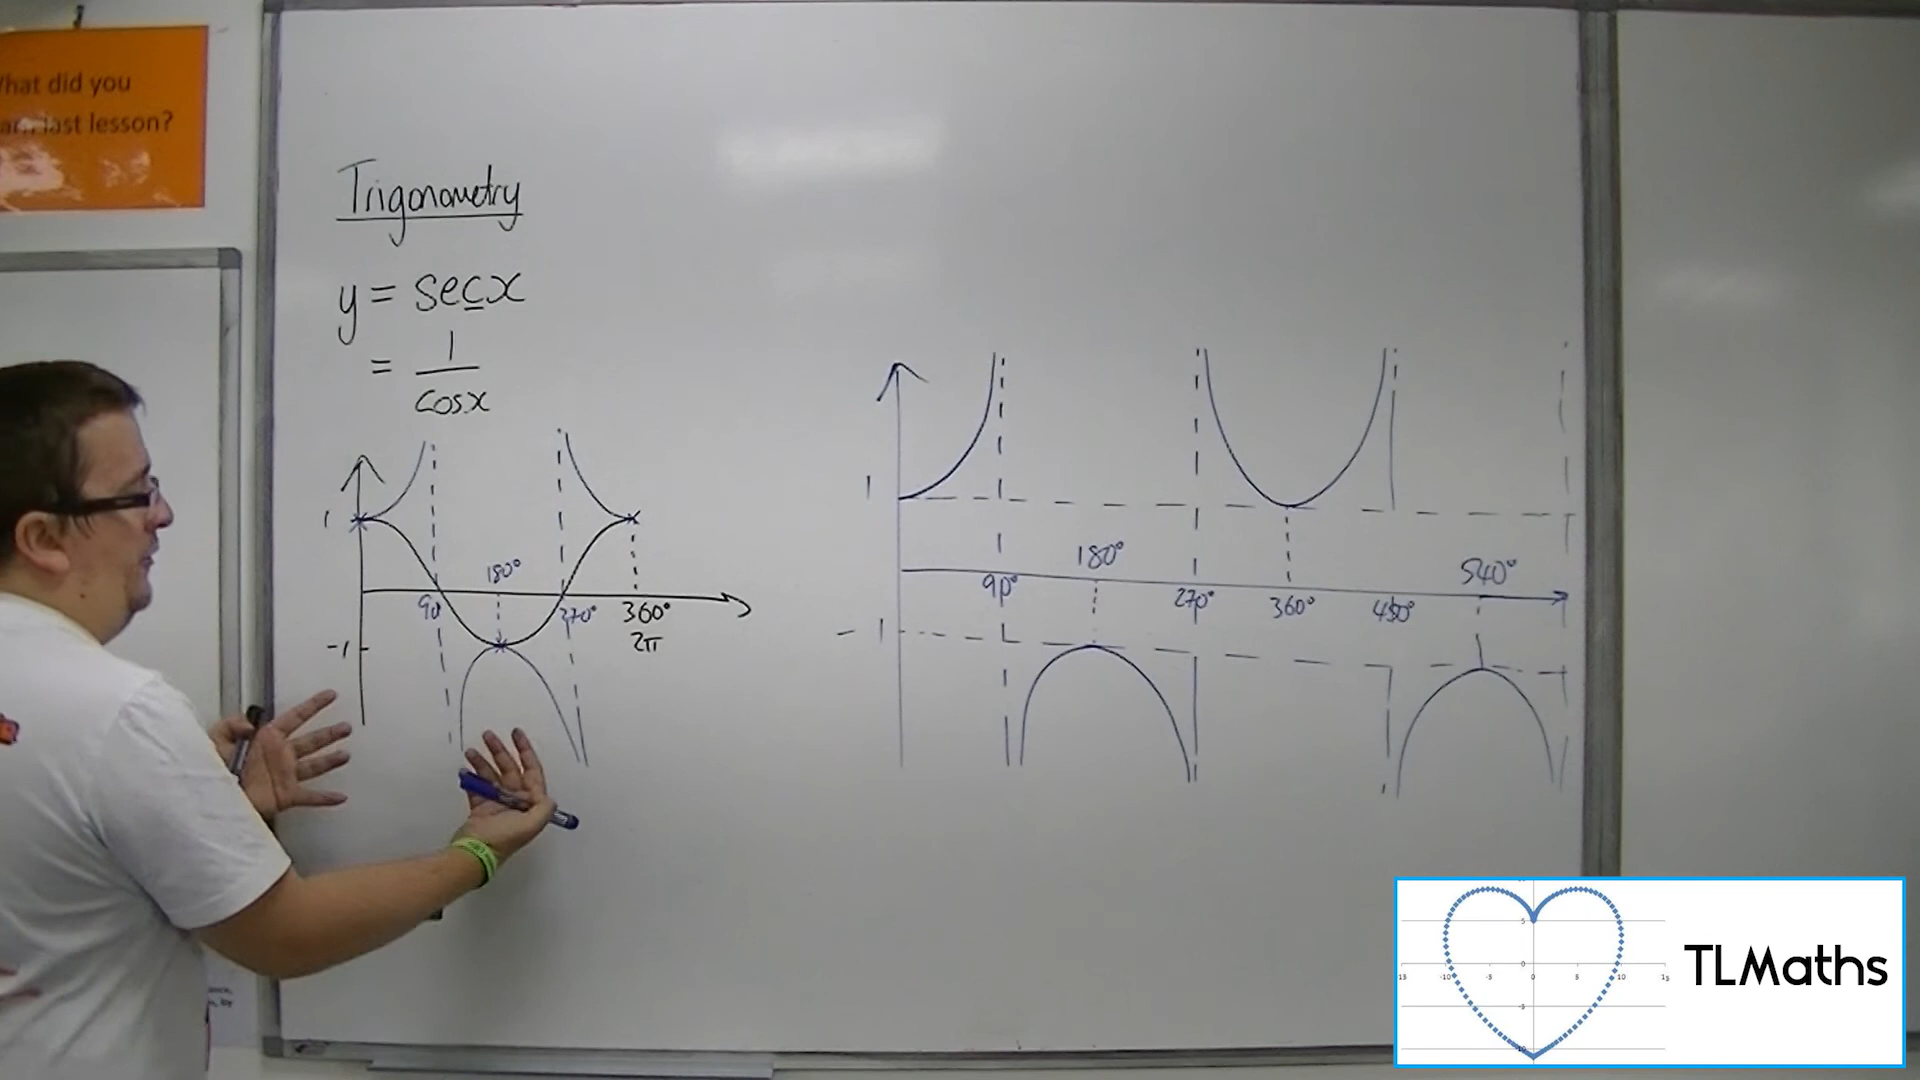 What did you
last lesson?
Trigonometry
y = secx
= 1
cosx
1
180°
90
270°
360°
-1
2π
1
180°
540°
90°
270°
360°
450°
-1
TLMaths